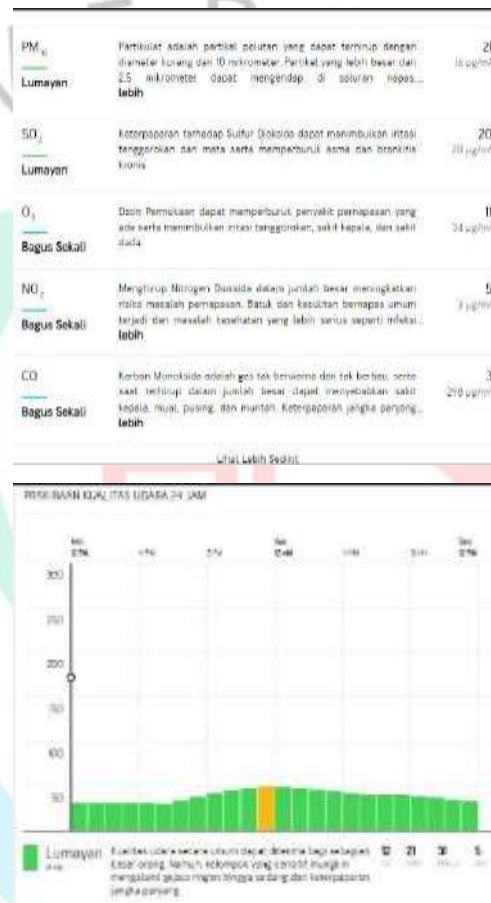 PM₁₀
Lumayan
Partikulat adalah partikel polutan yang dapat terhirup dengan
diameter kurang dari 10 mikrometer. Partikel yang lebih besar dari
2.5 mikrometer dapat mengendap di saluran napas...
lebih
SO₂
Lumayan
20
Keterpaparan terhadap Sulfur Dioksida dapat menimbulkan iritasi
tenggorokan dan mata serta memperburuk asma dan bronkitis
kronis
O₃
Bagus Sekali
Ozon Permukaan dapat memperburuk penyakit pernapasan yang
ada serta menimbulkan iritasi tenggorokan, sakit kepala, dan sakit
dada
NO₂
Bagus Sekali
5
Menghirup Nitrogen Dioksida dalam jumlah besar meningkatkan
risiko masalah pernapasan. Batuk dan kesulitan bernapas umum
terjadi dan masalah kesehatan yang lebih serius seperti infeksi...
lebih
CO
Bagus Sekali
3
Karbon Monoksida adalah gas tak berwarna dan tak berbau, serta
saat terhirup dalam jumlah besar dapat menyebabkan sakit
kepala, mual, pusing, dan muntah. Keterpaparan jangka panjang...
lebih
Lihat Lebih Sedikit
PRAKIRAAN KUALITAS UDARA 24 JAM
300
250
200
50
Lumayan
Kualitas udara secara umum dapat diterima bagi sebagian
besar orang. Namun, kelompok yang sensitif mungkin
mengalami gejala ringan hingga sedang dari keterpaparan
jangka panjang